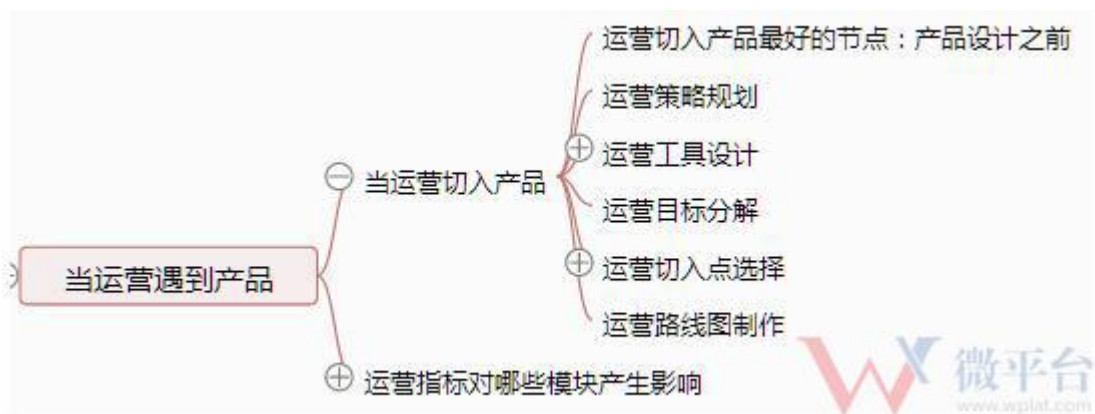 运营切入产品最好的节点：产品设计之前
运营策略规划
运营工具设计
当运营切入产品
运营目标分解
运营切入点选择
当运营遇到产品
运营路线图制作
运营指标对哪些模块产生影响
微平台
www.wplat.com